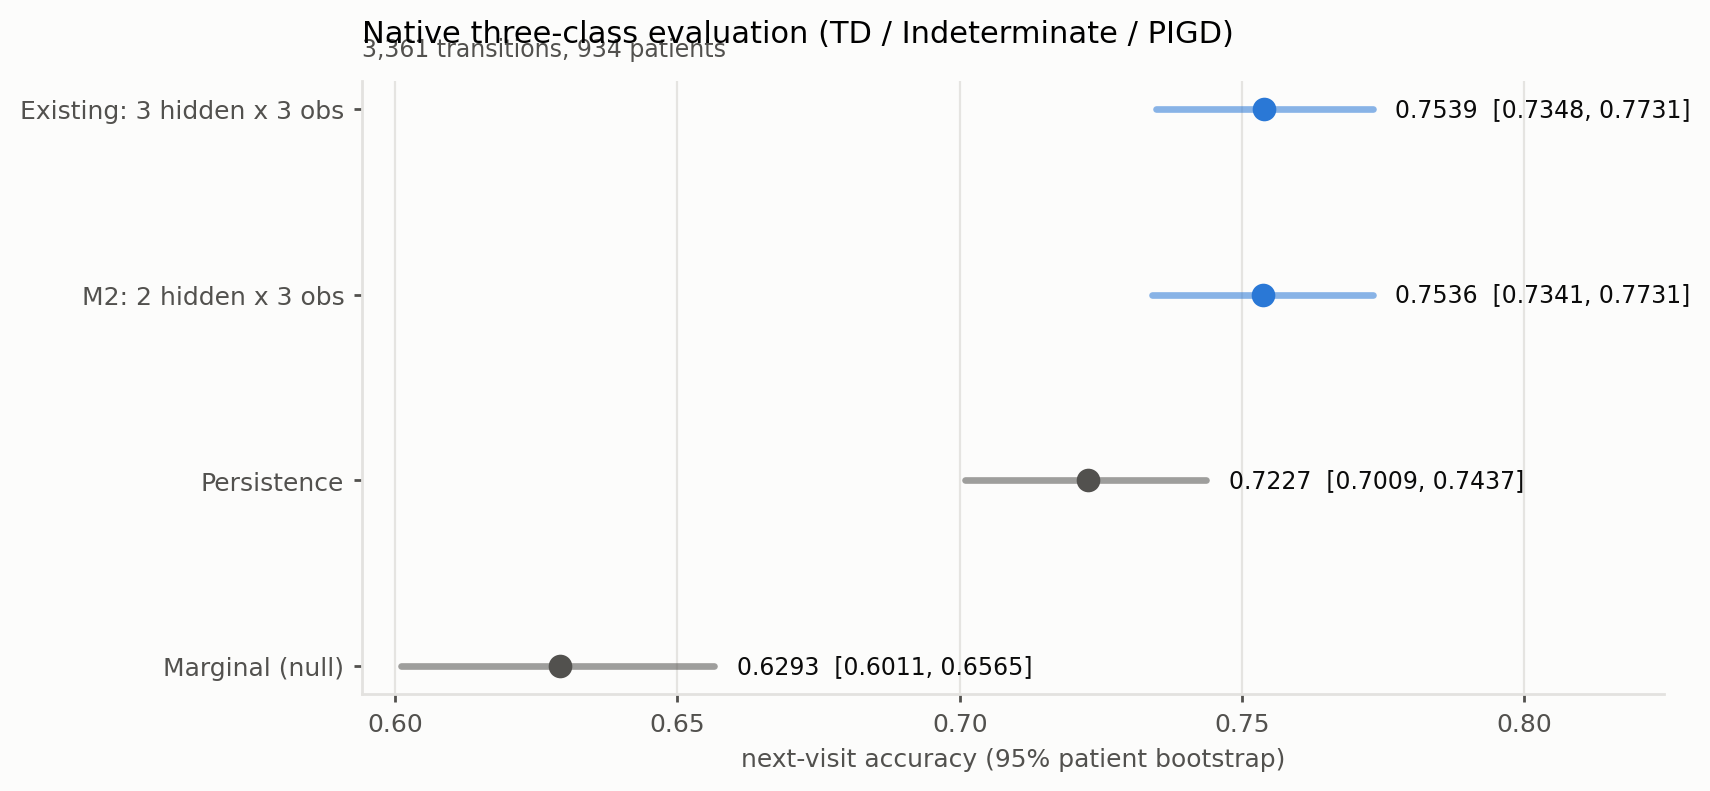 Native three-class evaluation (TD / Indeterminate / PIGD)
3,361 transitions, 934 patients
Existing: 3 hidden x 3 obs
0.7539 [0.7348, 0.7731]
M2: 2 hidden x 3 obs
0.7536 [0.7341, 0.7731]
Persistence
0.7227 [0.7009, 0.7437]
Marginal (null)
0.6293 [0.6011, 0.6565]
0.60 0.65 0.70 0.75 0.80
next-visit accuracy (95% patient bootstrap)